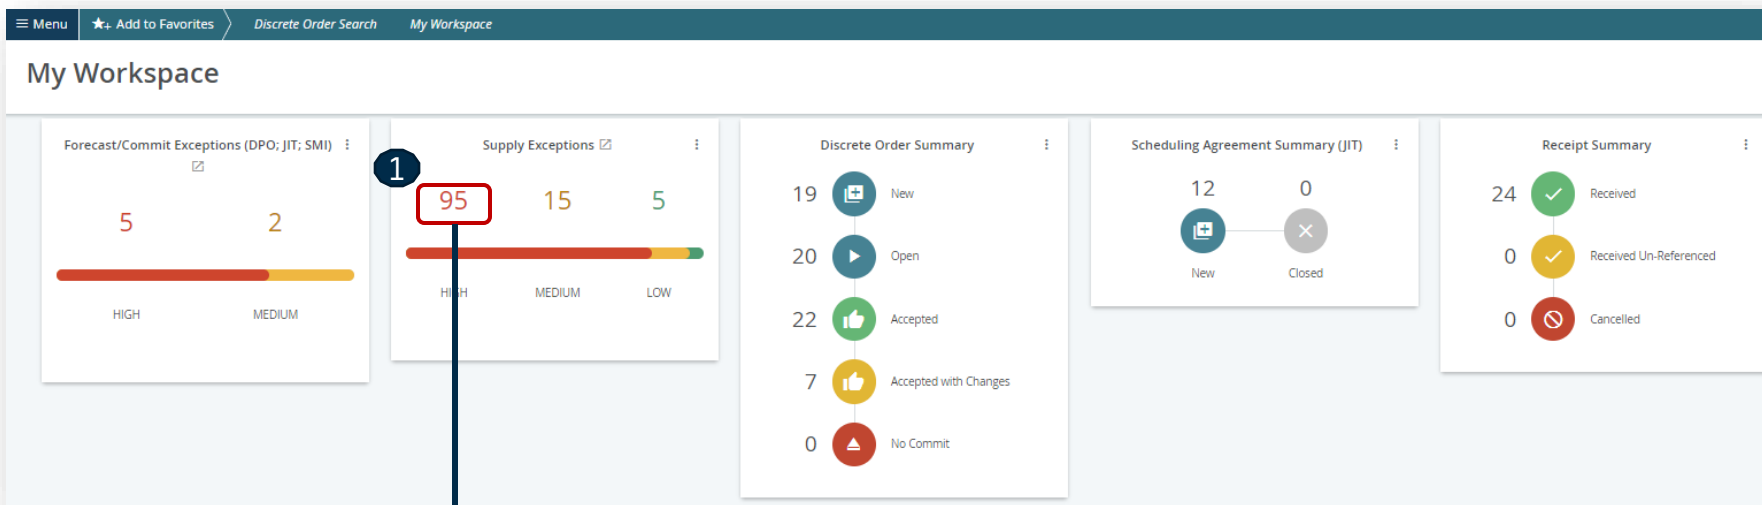 Menu
Add to Favorites
Discrete Order Search
My Workspace
My Workspace
Forecast/Commit Exceptions (DPO; JIT; SMI)
5
2
HIGH
MEDIUM
1
Supply Exceptions
95
15
5
HIGH
MEDIUM
LOW
Discrete Order Summary
19 New
20 Open
22 Accepted
7 Accepted with Changes
0 No Commit
Scheduling Agreement Summary (JIT)
12
0
New
Closed
Receipt Summary
24 Received
0 Received Un-Referenced
0 Cancelled